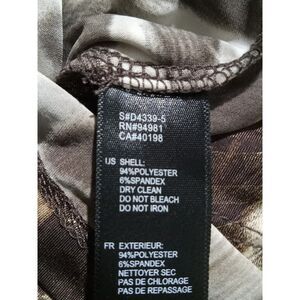 S#D4339-5
RN#94981
CA#40198
US SHELL:
94%POLYESTER
6%SPANDEX
DRY CLEAN
DO NOT BLEACH
DO NOT IRON
FR EXTERIEUR:
94%POLYESTER
6%SPANDEX
NETTOYER SEC
PAS DE CHLORAGE
PAS DE REPASSAGE